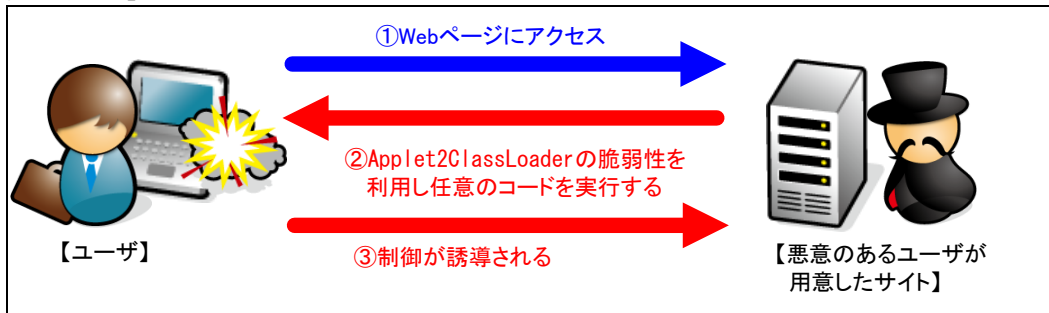 ①Webページにアクセス
②Applet2ClassLoaderの脆弱性を
利用し任意のコードを実行する
③制御が誘導される
【ユーザ】
【悪意のあるユーザが
用意したサイト】